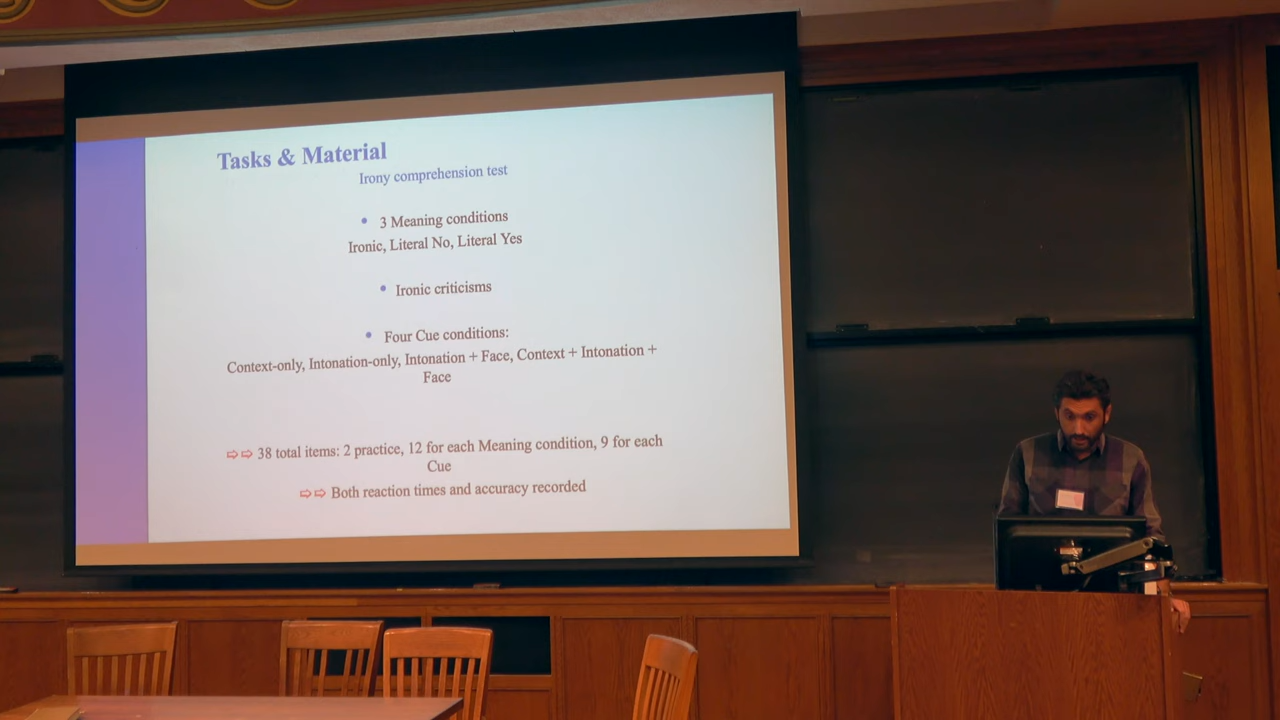 Tasks & Material
Irony comprehension test
• 3 Meaning conditions
Ironic, Literal No, Literal Yes
• Ironic criticisms
• Four Cue conditions:
Context-only, Intonation-only, Intonation + Face, Context + Intonation +
Face
⇨⇨ 38 total items: 2 practice, 12 for each Meaning condition, 9 for each
Cue
⇨⇨ Both reaction times and accuracy recorded